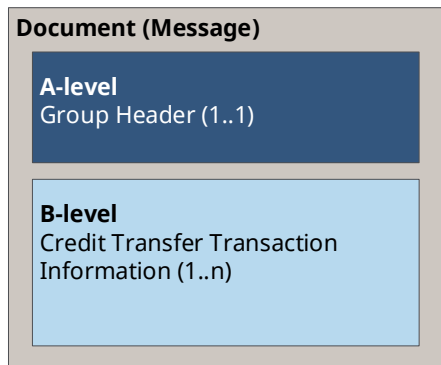 Document (Message)
A-level
Group Header (1..1)
B-level
Credit Transfer Transaction
Information (1..n)